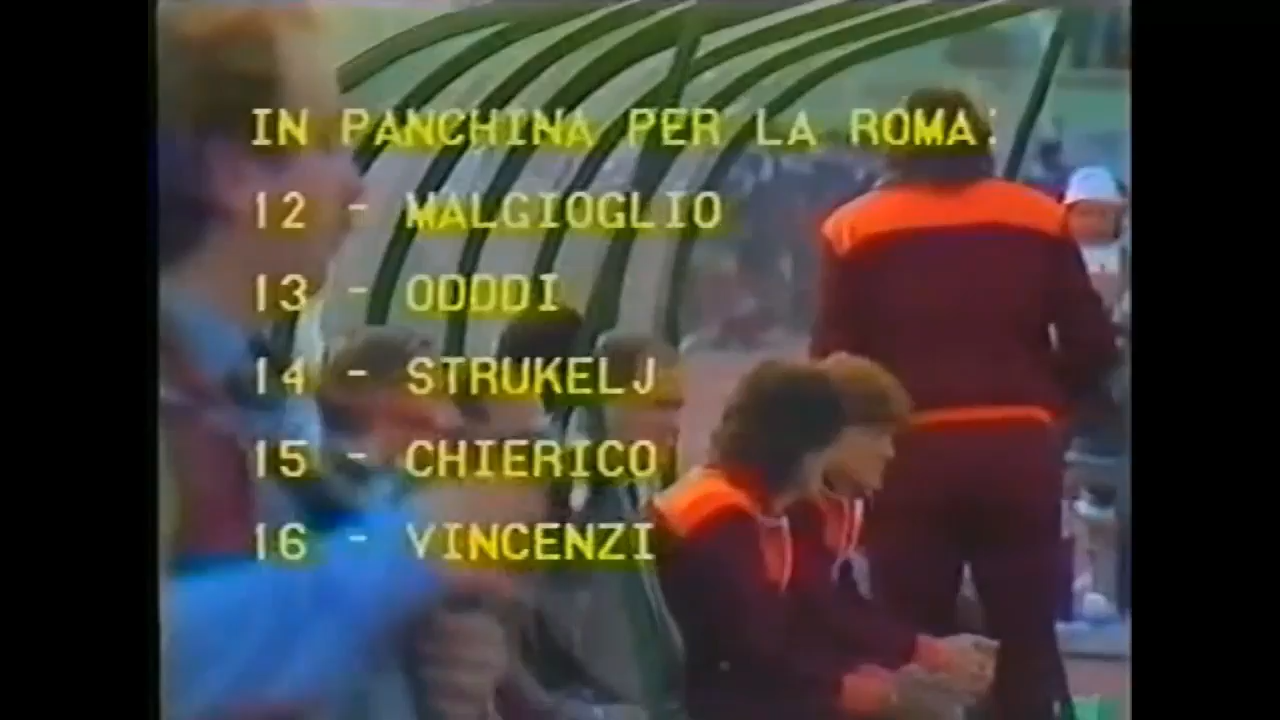 IN PANCHINA PER LA ROMA:
12 - MALGIOGLIO
13 - ODDDI
14 - STRUKELJ
15 - CHIERICO
16 - VINCENZI